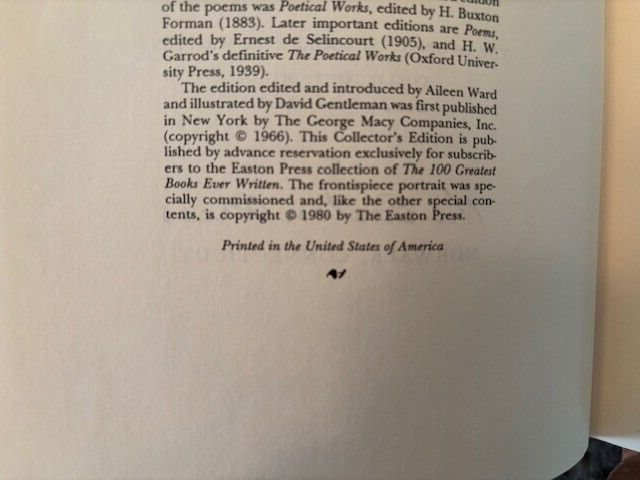 of the poems was Poetical Works, edited by H. Buxton
Forman (1883). Later important editions are Poems,
edited by Ernest de Selincourt (1905), and H. W.
Garrod's definitive The Poetical Works (Oxford Univer-
sity Press, 1939).
The edition edited and introduced by Aileen Ward
and illustrated by David Gentleman was first published
in New York by The George Macy Companies, Inc.
(copyright © 1966). This Collector's Edition is pub-
lished by advance reservation exclusively for subscrib-
ers to the Easton Press collection of The 100 Greatest
Books Ever Written. The frontispiece portrait was spe-
cially commissioned and, like the other special con-
tents, is copyright © 1980 by The Easton Press.
Printed in the United States of America